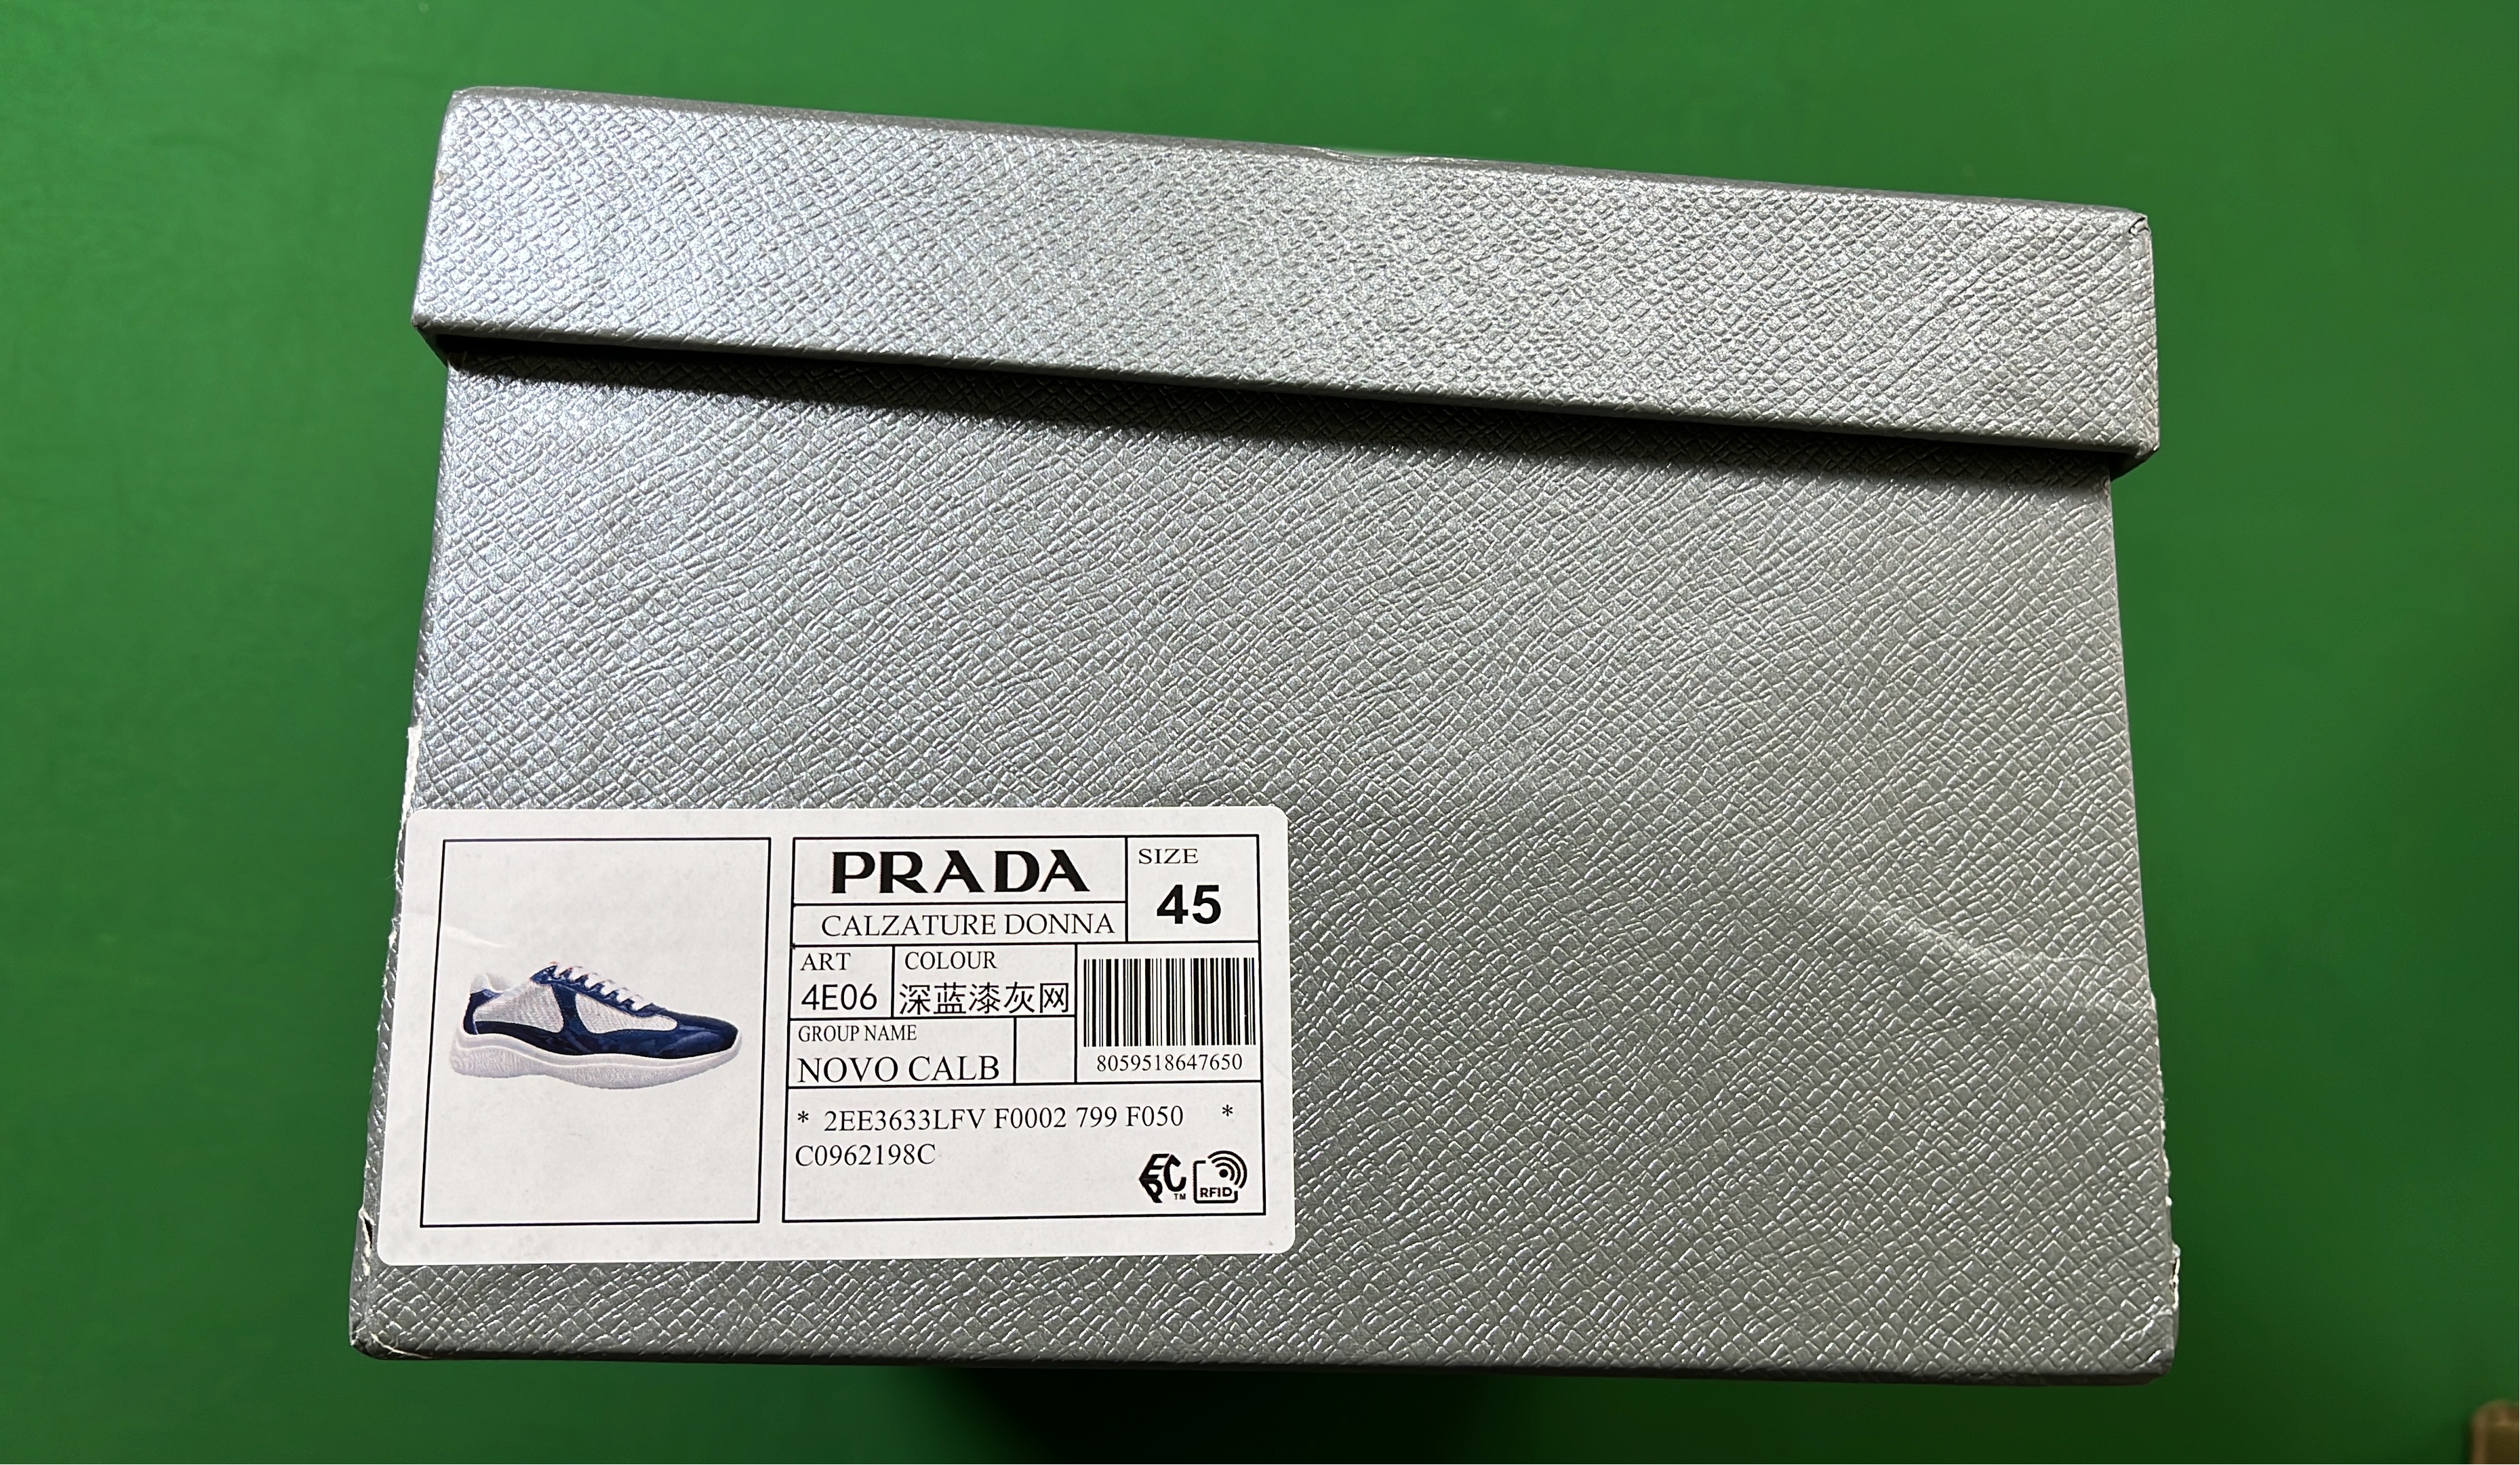 PRADA
CALZATURE DONNA
SIZE
45
ART
4E06
COLOUR
深蓝漆灰网
GROUP NAME
NOVO CALB
8059518647650
* 2EE3633LFV F0002 799 F050 *
C0962198C
EPC™
RFID